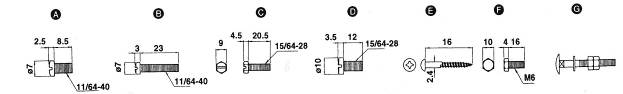 A
2.5 8.5
ø7
11/64-40
B
3 23
ø7
11/64-40
C
4.5 20.5
9
15/64-28
D
3.5 12
ø10
15/64-28
E
16
2.4
F
10
4 16
M6
G